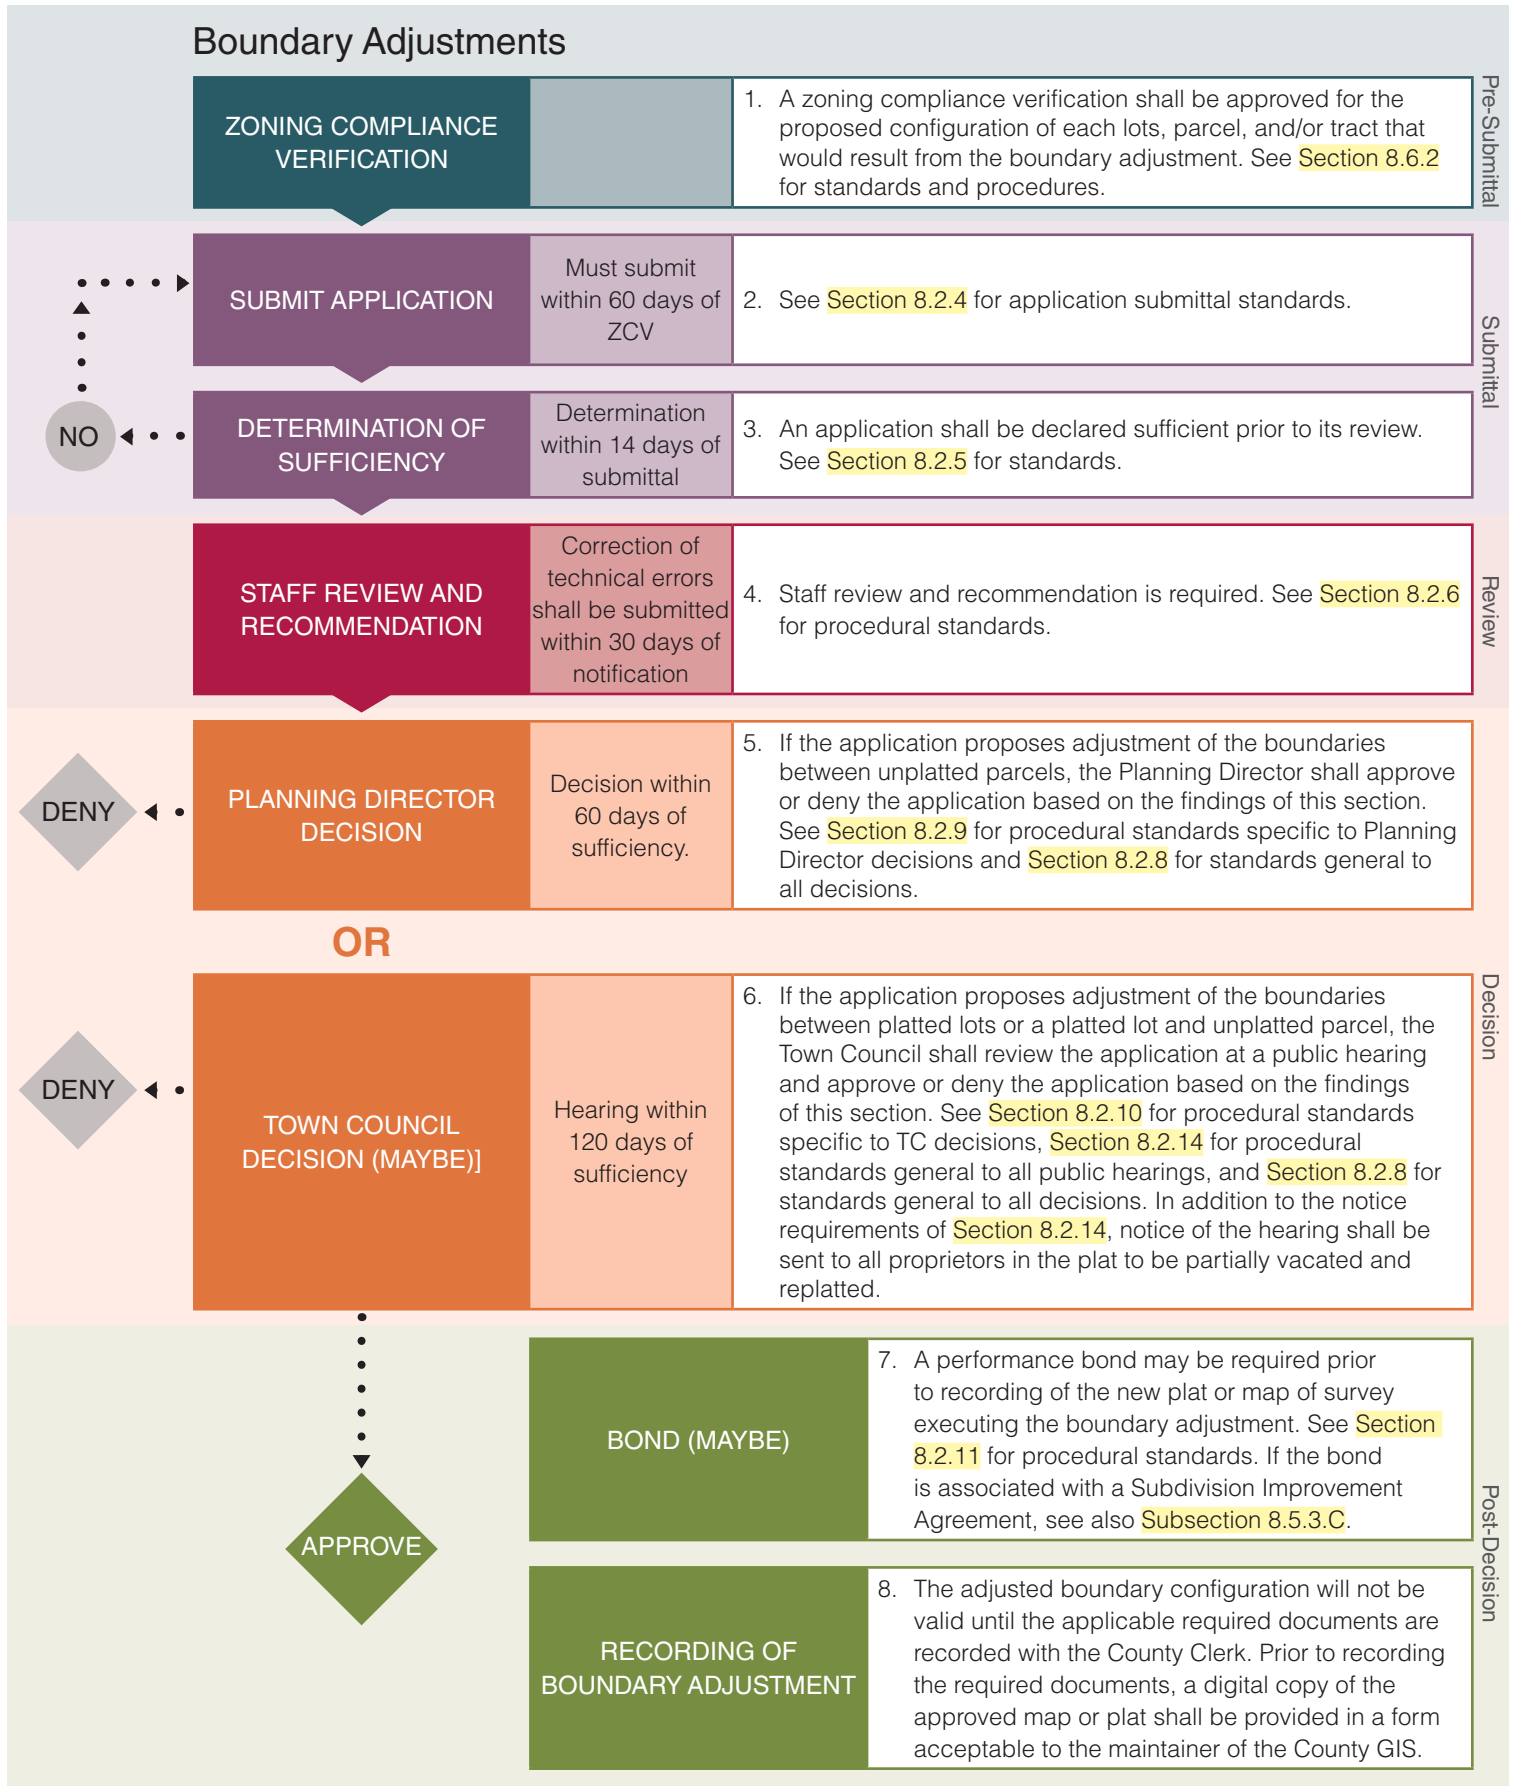 Boundary Adjustments
Pre-Submittal
ZONING COMPLIANCE
VERIFICATION
1. A zoning compliance verification shall be approved for the
proposed configuration of each lots, parcel, and/or tract that
would result from the boundary adjustment. See Section 8.6.2
for standards and procedures.
Submittal
SUBMIT APPLICATION
Must submit
within 60 days of
ZCV
2. See Section 8.2.4 for application submittal standards.
NO
DETERMINATION OF
SUFFICIENCY
Determination
within 14 days of
submittal
3. An application shall be declared sufficient prior to its review.
See Section 8.2.5 for standards.
Review
STAFF REVIEW AND
RECOMMENDATION
Correction of
technical errors
shall be submitted
within 30 days of
notification
4. Staff review and recommendation is required. See Section 8.2.6
for procedural standards.
Decision
DENY
PLANNING DIRECTOR
DECISION
Decision within
60 days of
sufficiency.
5. If the application proposes adjustment of the boundaries
between unplatted parcels, the Planning Director shall approve
or deny the application based on the findings of this section.
See Section 8.2.9 for procedural standards specific to Planning
Director decisions and Section 8.2.8 for standards general to
all decisions.
OR
DENY
TOWN COUNCIL
DECISION (MAYBE)]
Hearing within
120 days of
sufficiency
6. If the application proposes adjustment of the boundaries
between platted lots or a platted lot and unplatted parcel, the
Town Council shall review the application at a public hearing
and approve or deny the application based on the findings
of this section. See Section 8.2.10 for procedural standards
specific to TC decisions, Section 8.2.14 for procedural
standards general to all public hearings, and Section 8.2.8 for
standards general to all decisions. In addition to the notice
requirements of Section 8.2.14, notice of the hearing shall be
sent to all proprietors in the plat to be partially vacated and
replatted.
Post-Decision
APPROVE
BOND (MAYBE)
7. A performance bond may be required prior
to recording of the new plat or map of survey
executing the boundary adjustment. See Section
8.2.11 for procedural standards. If the bond
is associated with a Subdivision Improvement
Agreement, see also Subsection 8.5.3.C.
RECORDING OF
BOUNDARY ADJUSTMENT
8. The adjusted boundary configuration will not be
valid until the applicable required documents are
recorded with the County Clerk. Prior to recording
the required documents, a digital copy of the
approved map or plat shall be provided in a form
acceptable to the maintainer of the County GIS.